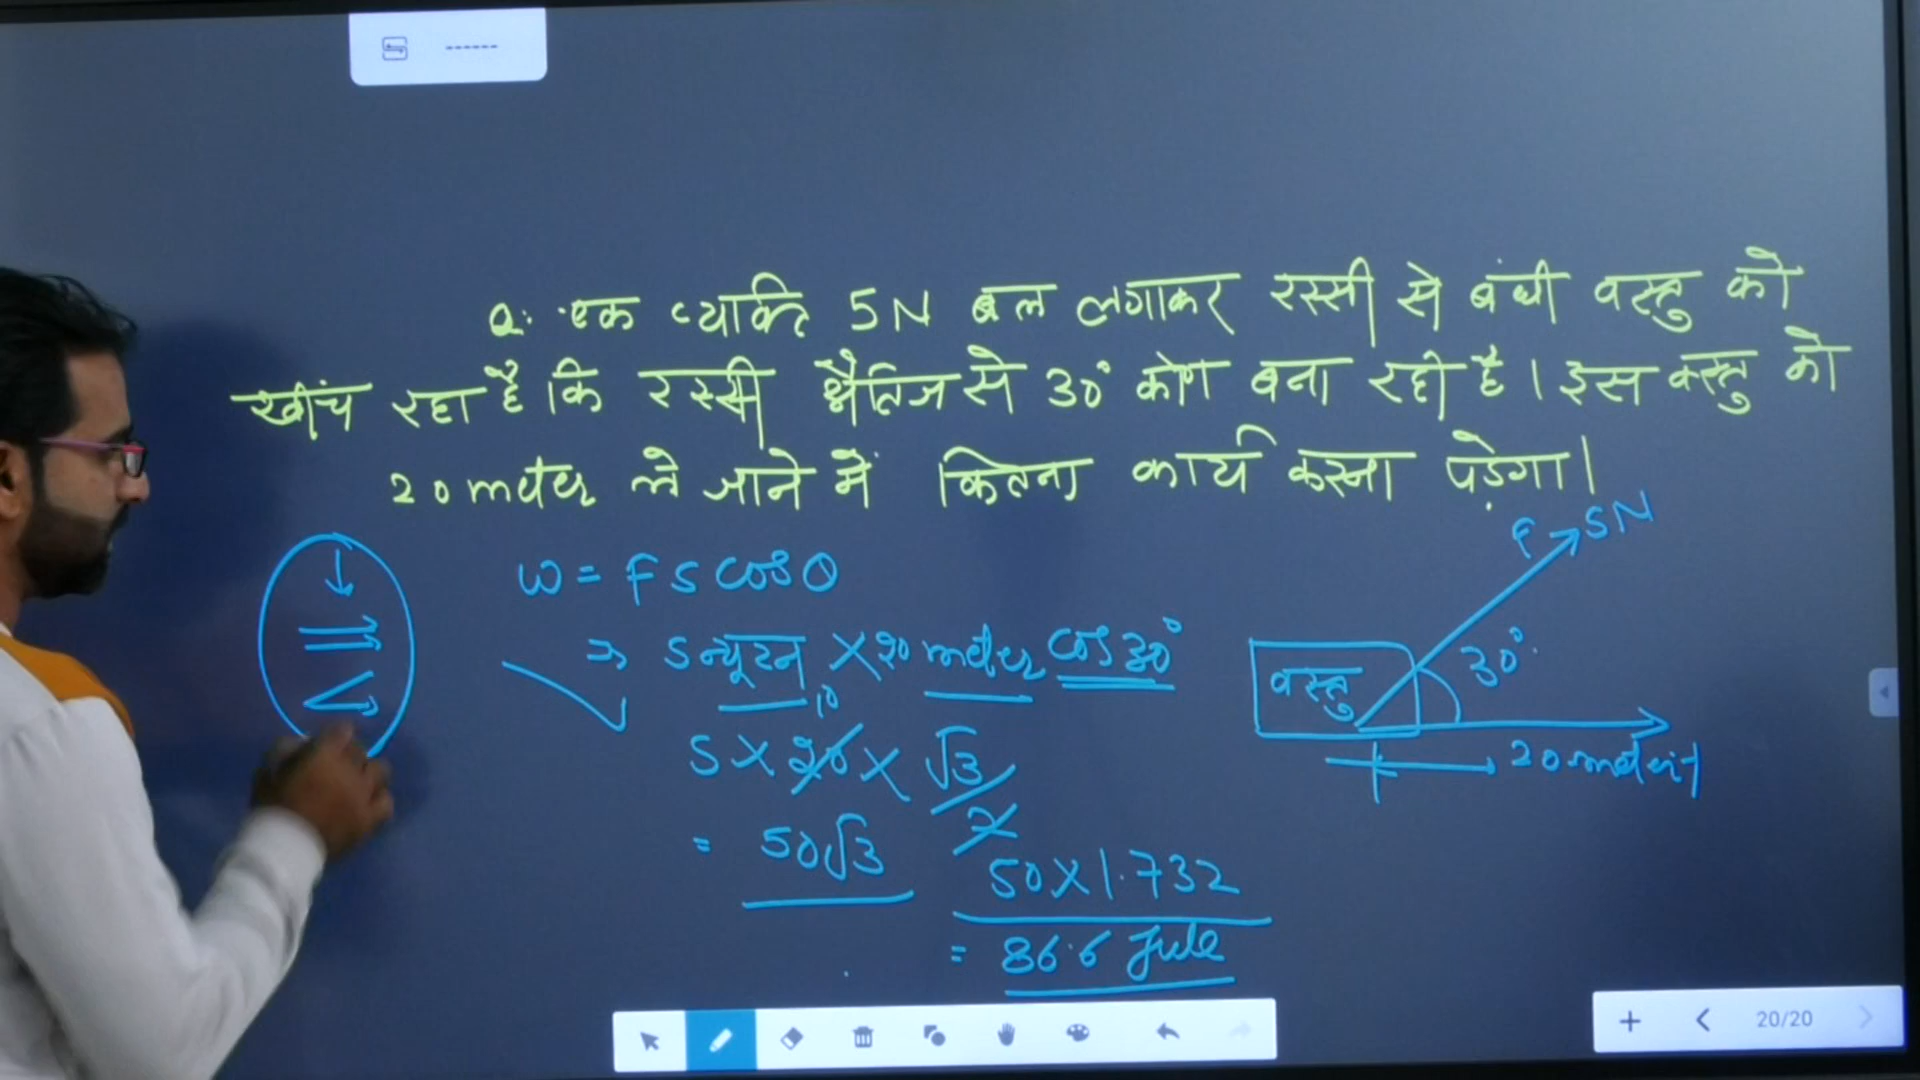 Q. एक व्यक्ति 5N बल लगाकर रस्सी से बंधी वस्तु को
खींच रहा है कि रस्सी क्षैतिज से 30° कोण बना रही है। इस वस्तु को
20 meter ले जाने में कितना कार्य करना पड़ेगा।
F 5N
W = F S COS θ
⇒ 5 न्यूटन × 20 meter cos 30°
वस्तु 30°
10
5 × 20 × √3/2
20 meter
= 50√3
50×1.732
= 86.6 Jule
20/20